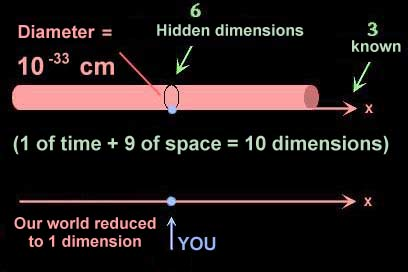 6
Hidden dimensions
3
known
Diameter =
10⁻³³ cm
x
(1 of time + 9 of space = 10 dimensions)
x
Our world reduced
to 1 dimension
YOU